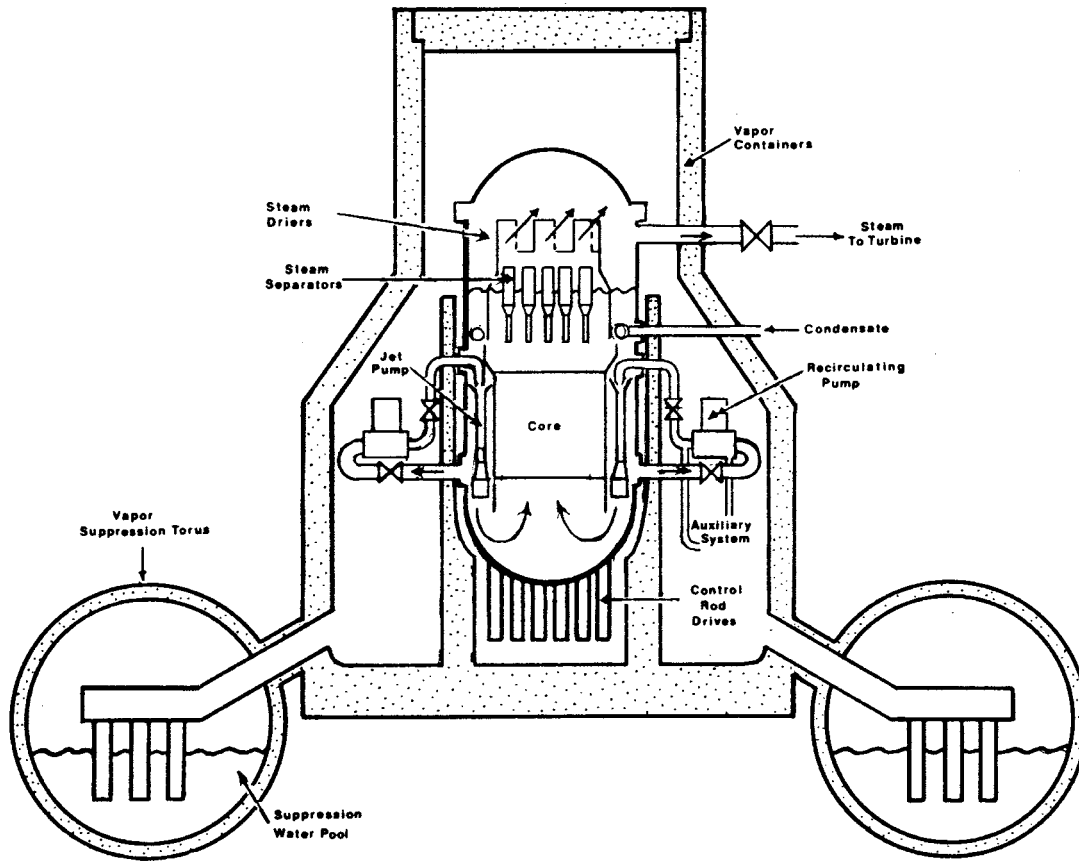 Vapor
Containers
Steam
Driers
Steam
To Turbine
Steam
Separators
Condensate
Jet
Pump
Recirculating
Pump
Core
Vapor
Suppression Torus
Auxiliary
System
Control
Rod
Drives
Suppression
Water Pool